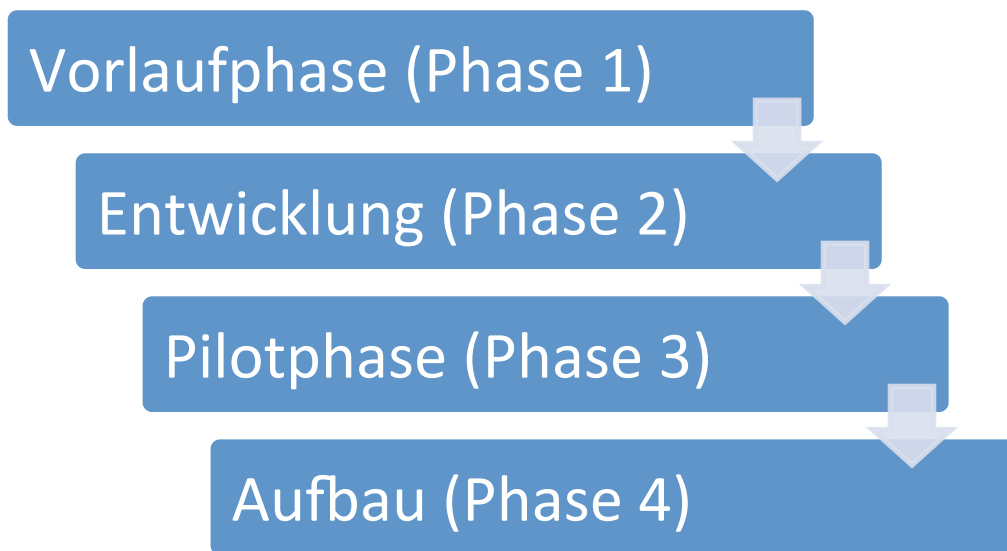 Vorlaufphase (Phase 1)
Entwicklung (Phase 2)
Pilotphase (Phase 3)
Aufbau (Phase 4)